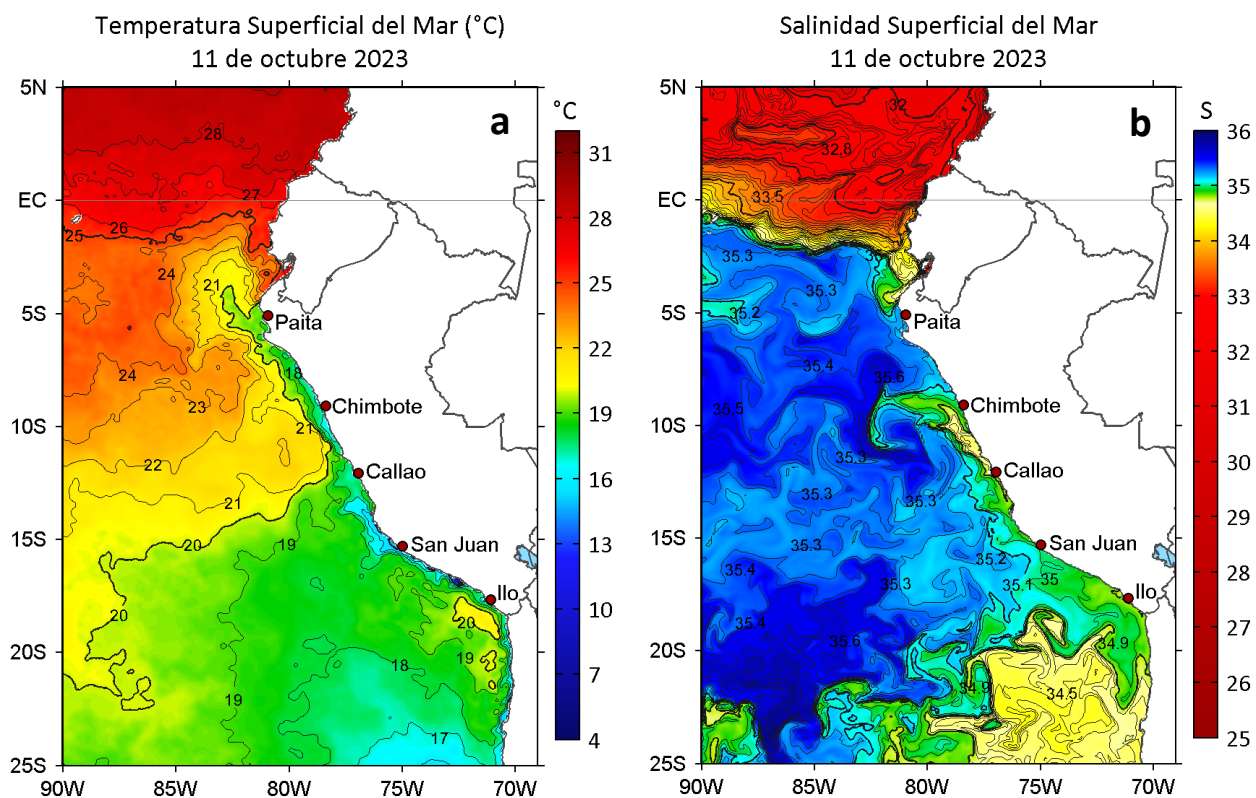 Temperatura Superficial del Mar (°C)
11 de octubre 2023
5N
EC
5S
10S
15S
20S
25S
90W
85W
80W
75W
70W
a
28
27
26
25
24
21
24
18
23
21
22
21
20
19
20
20
19
18
19
17
Paita
Chimbote
Callao
San Juan
Ilo
°C
31
28
25
22
19
16
13
10
7
4
Salinidad Superficial del Mar
11 de octubre 2023
5N
EC
5S
10S
15S
20S
25S
90W
85W
80W
75W
70W
b
32
32.8
33.5
35.3
35.3
35.2
35.4
35.6
35.3
35.3
35.3
35.3
35.2
35.4
35.3
35.1
35
35.4
35.6
34.9
34.9
34.5
Paita
Chimbote
Callao
San Juan
Ilo
S
36
35
34
33
32
31
30
29
28
27
26
25